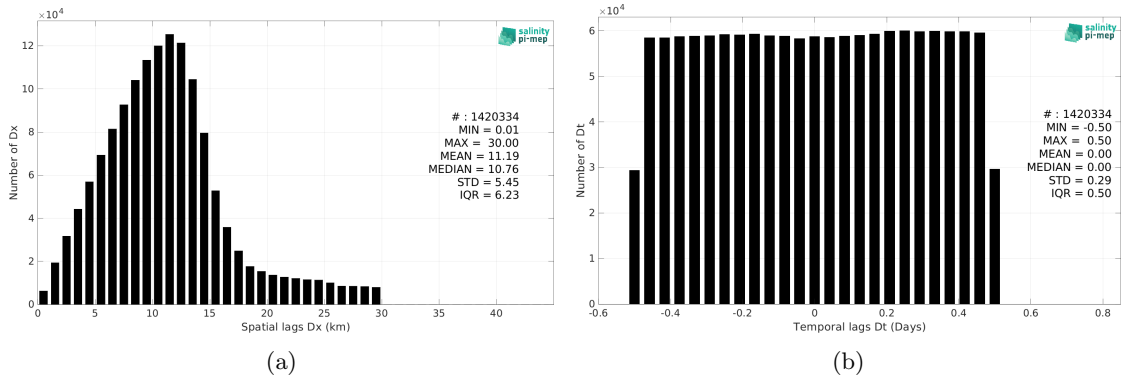 ×10⁴
12
10
8
6
4
2
0
Number of Dx
0 5 10 15 20 25 30 35 40
Spatial lags Dx (km)
salinity
pi-mep
# : 1420334
MIN = 0.01
MAX = 30.00
MEAN = 11.19
MEDIAN = 10.76
STD = 5.45
IQR = 6.23
(a)
×10⁴
6
5
4
3
2
1
0
Number of Dt
-0.6 -0.4 -0.2 0 0.2 0.4 0.6 0.8
Temporal lags Dt (Days)
salinity
pi-mep
# : 1420334
MIN = -0.50
MAX = 0.50
MEAN = 0.00
MEDIAN = 0.00
STD = 0.29
IQR = 0.50
(b)